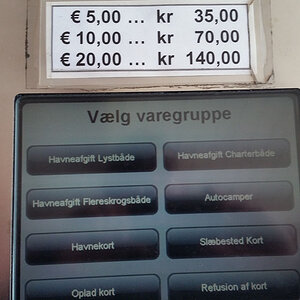 € 5,00 ... kr 35,00
€ 10,00 ... kr 70,00
€ 20,00 ... kr 140,00
Vælg varegruppe
Havneafgift Lystbåde
Havneafgift Charterbåde
Havneafgift Flereskrogsbåde
Autocamper
Havnekort
Slæbested Kort
Oplad kort
Refusion af kort